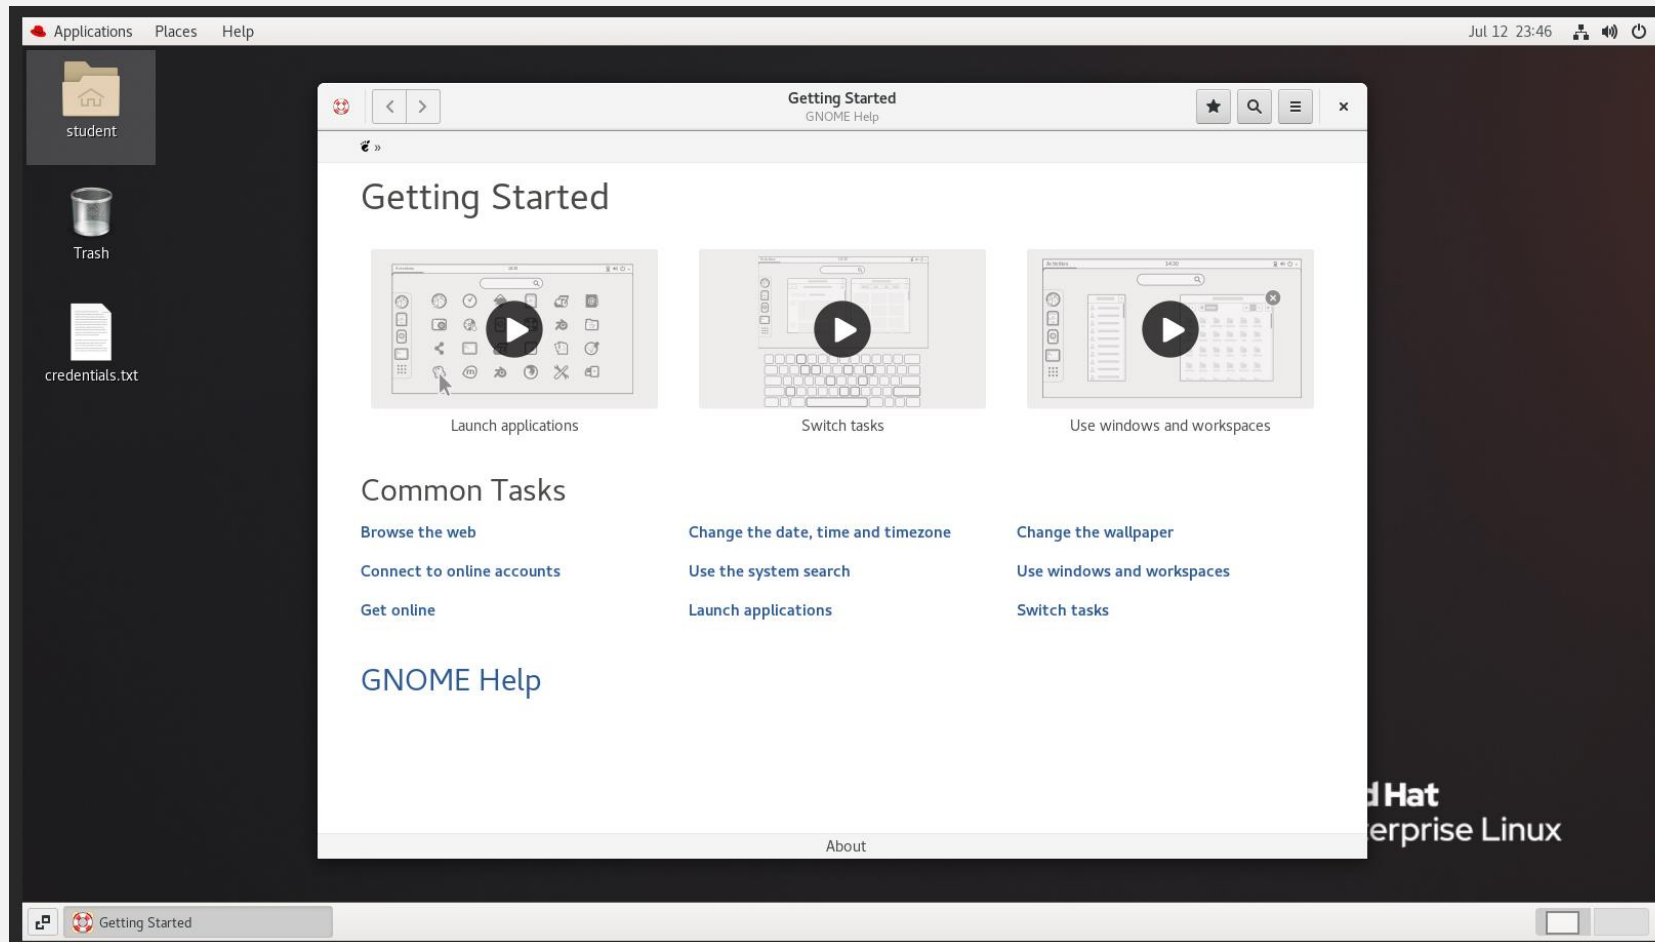 Applications Places Help
Jul 12 23:46
student
Trash
credentials.txt
Getting Started
GNOME Help
»
Getting Started
Launch applications
Switch tasks
Use windows and workspaces
Common Tasks
Browse the web
Change the date, time and timezone
Change the wallpaper
Connect to online accounts
Use the system search
Use windows and workspaces
Get online
Launch applications
Switch tasks
GNOME Help
About
d Hat
erprise Linux
Getting Started